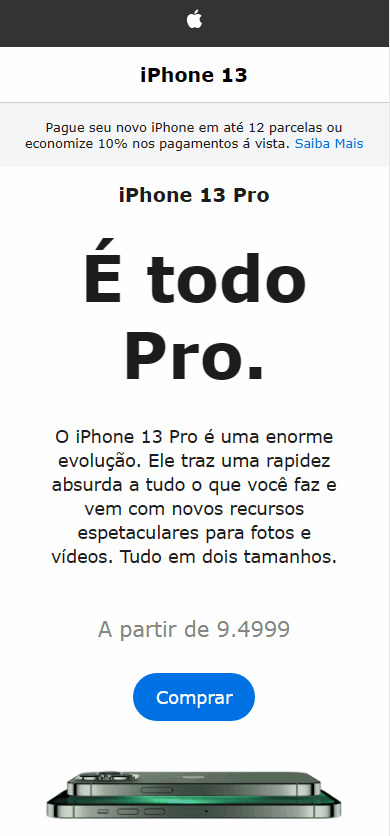 iPhone 13
Pague seu novo iPhone em até 12 parcelas ou
economize 10% nos pagamentos á vista. Saiba Mais
iPhone 13 Pro
É todo
Pro.
O iPhone 13 Pro é uma enorme
evolução. Ele traz uma rapidez
absurda a tudo o que você faz e
vem com novos recursos
espetaculares para fotos e
vídeos. Tudo em dois tamanhos.
A partir de 9.4999
Comprar